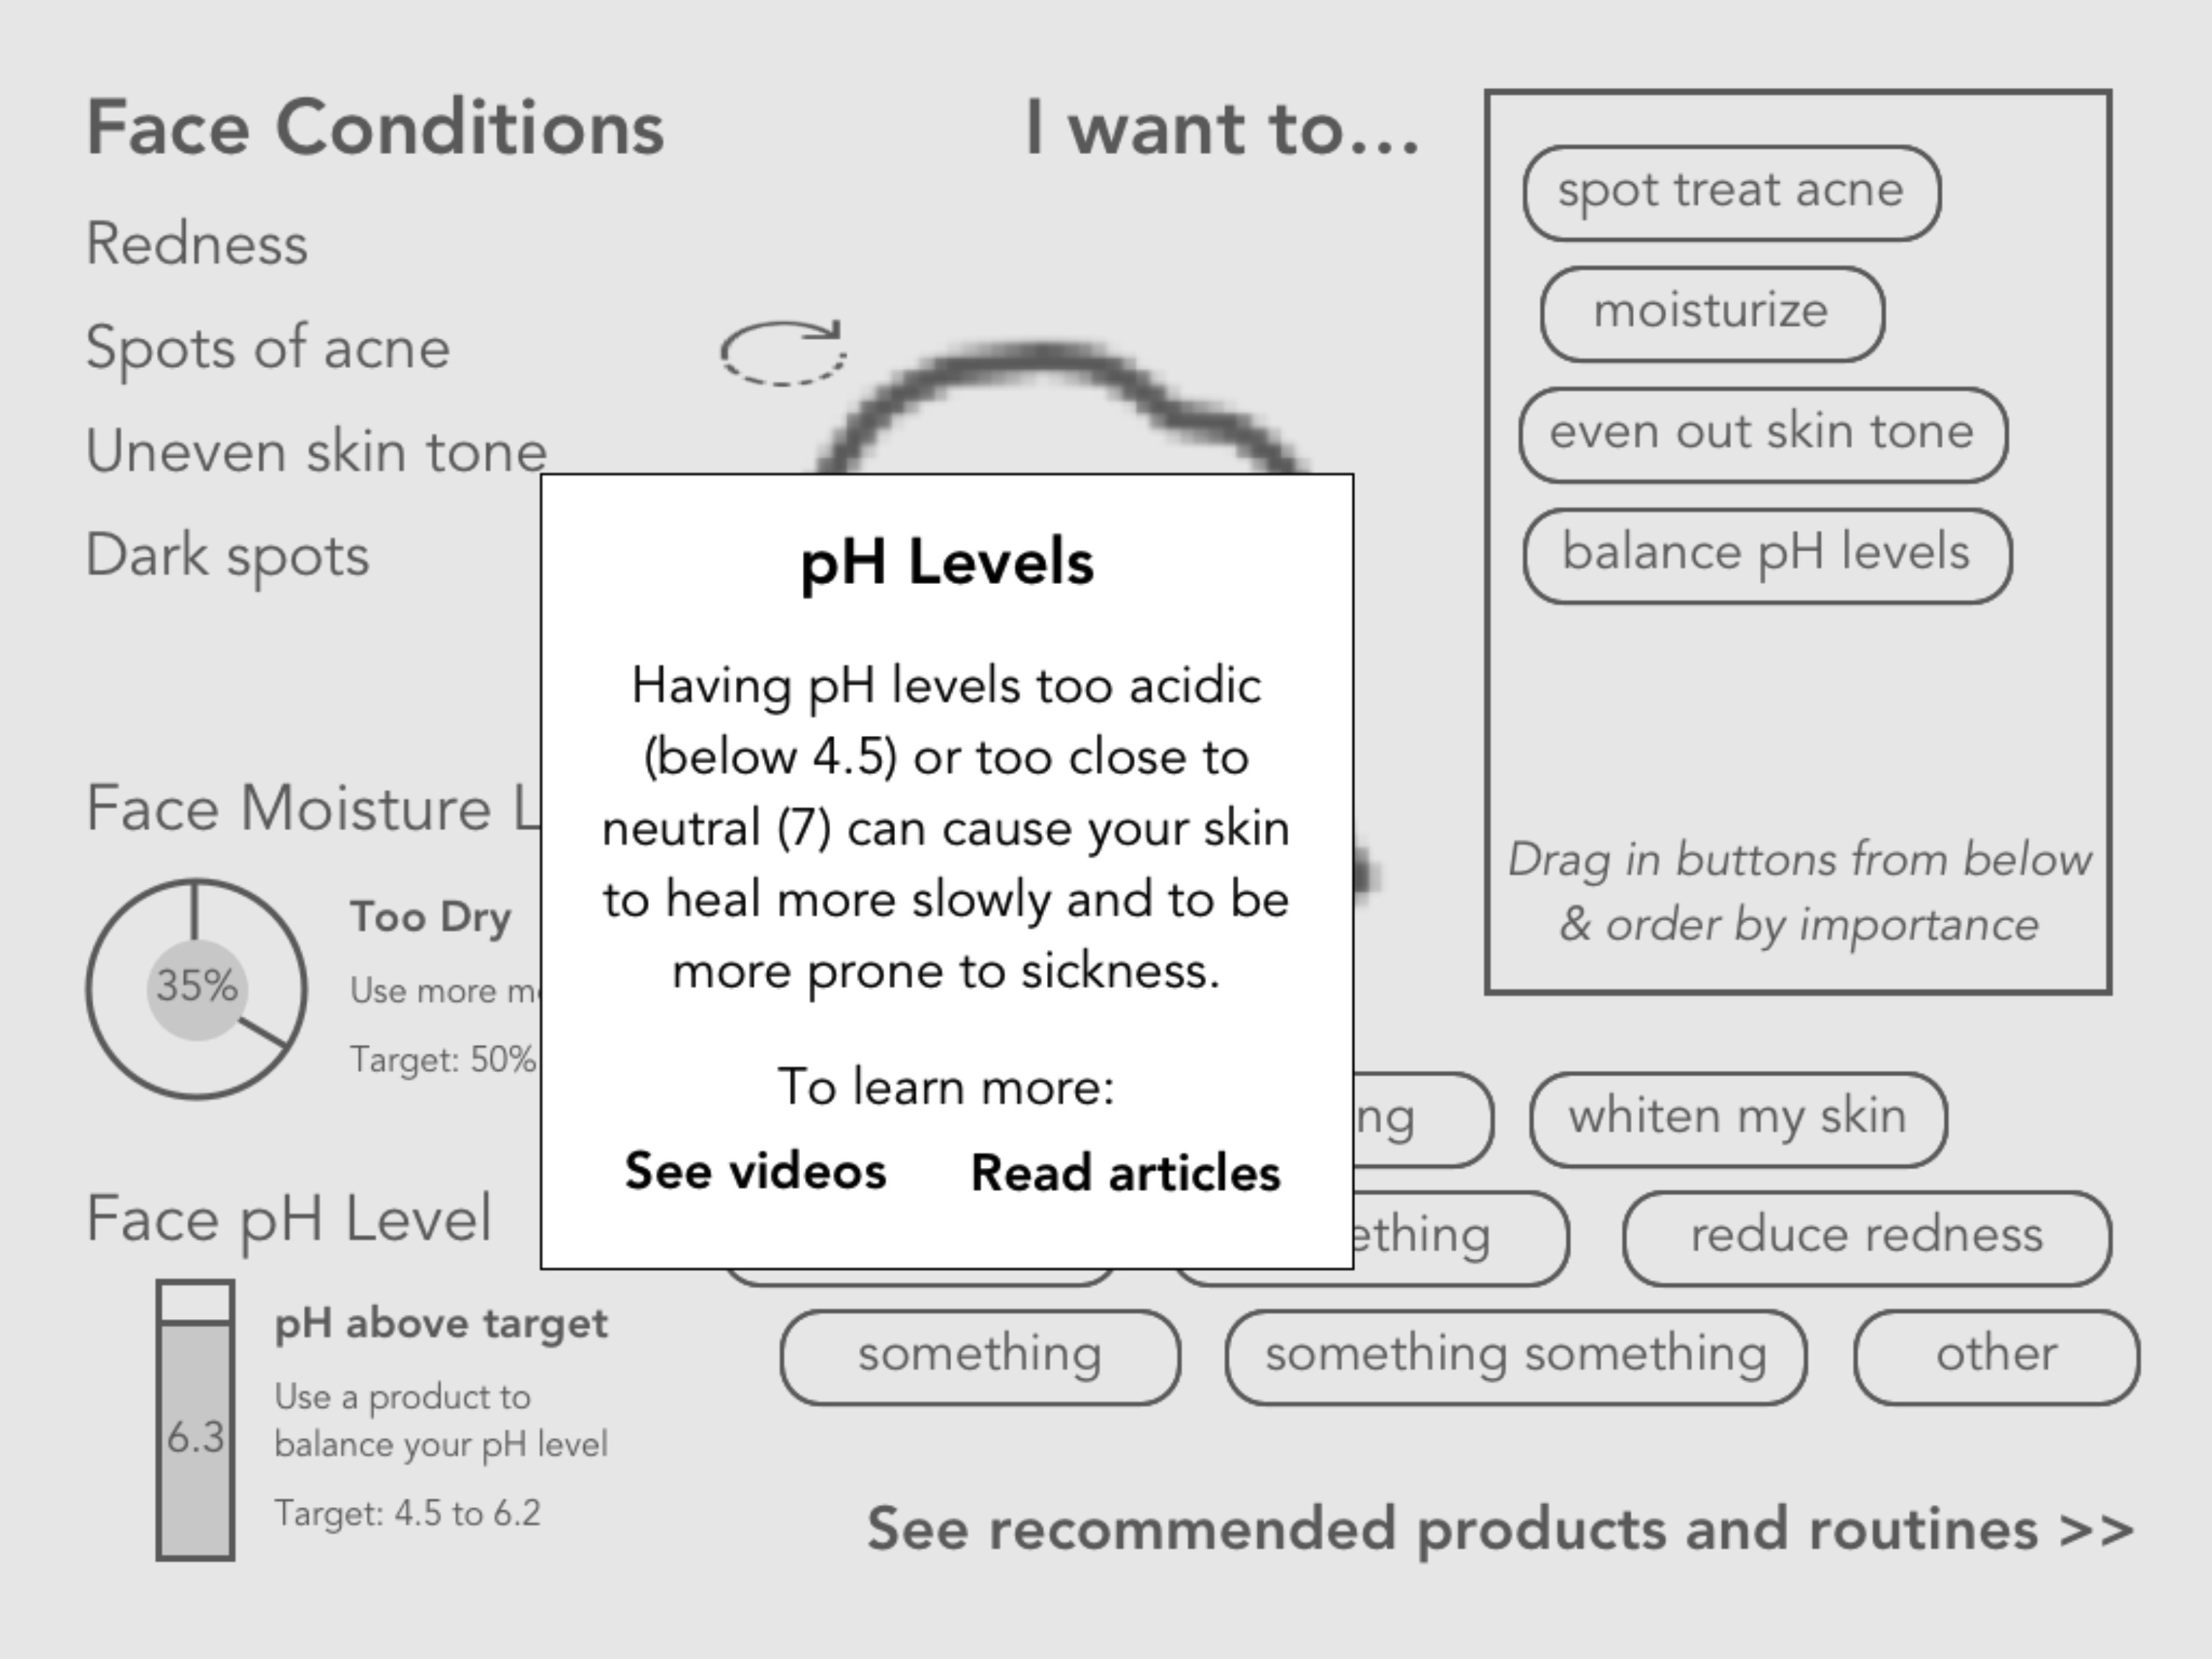 Face Conditions
Redness
Spots of acne
Uneven skin tone
Dark spots
Face Moisture
35%
Too Dry
Use more
Target: 50%
Face pH Level
6.3
pH above target
Use a product to
balance your pH level
Target: 4.5 to 6.2
I want to...
spot treat acne
moisturize
even out skin tone
balance pH levels
Drag in buttons from below
& order by importance
pH Levels
Having pH levels too acidic
(below 4.5) or too close to
neutral (7) can cause your skin
to heal more slowly and to be
more prone to sickness.
To learn more:
See videos
Read articles
whiten my skin
reduce redness
something
something something
other
See recommended products and routines >>